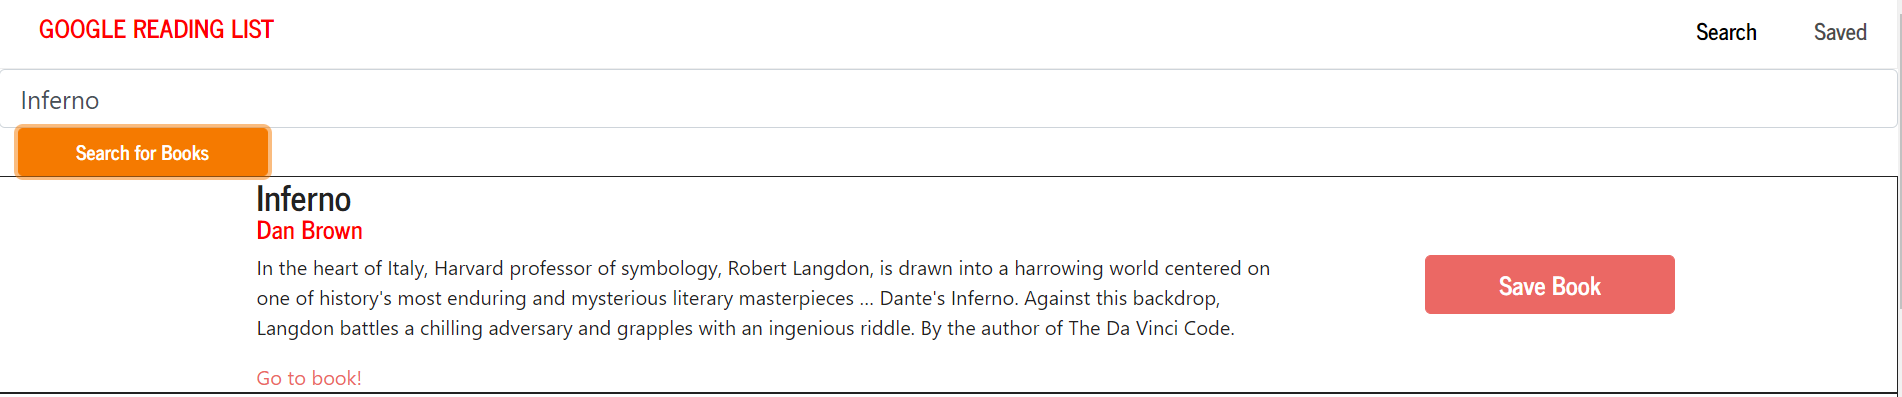 GOOGLE READING LIST
Search
Saved
Inferno
Search for Books
Inferno
Dan Brown
In the heart of Italy, Harvard professor of symbology, Robert Langdon, is drawn into a harrowing world centered on
one of history's most enduring and mysterious literary masterpieces ... Dante's Inferno. Against this backdrop,
Langdon battles a chilling adversary and grapples with an ingenious riddle. By the author of The Da Vinci Code.
Save Book
Go to book!